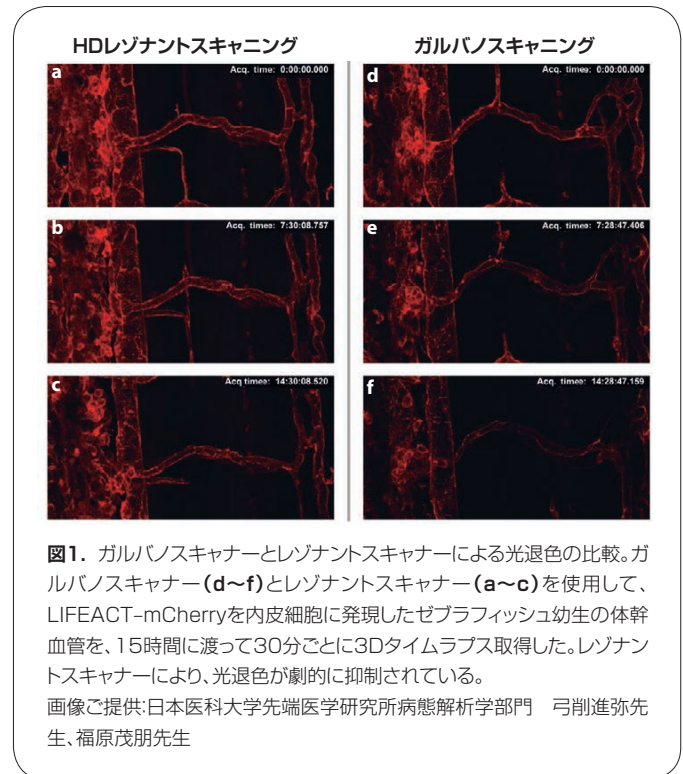 HDレゾナントスキャニング
ガルバノスキャニング
a
Acq. time: 0:00:00.000
d
Acq. time: 0:00:00.000
b
Acq. timee: 7:30:08.757
e
Acq. timee: 7:28:47.406
c
Acq timee: 14:30:08.520
f
Acq. timee: 14:28:47.159
図1. ガルバノスキャナーとレゾナントスキャナーによる光退色の比較。ガ
ルバノスキャナー(d~f)とレゾナントスキャナー(a~c)を使用して、
LIFEACT-mCherryを内皮細胞に発現したゼブラフィッシュ幼生の体幹
血管を、15時間に渡って30分ごとに3Dタイムラプス取得した。レゾナン
トスキャナーにより、光退色が劇的に抑制されている。
画像ご提供:日本医科大学先端医学研究所病態解析学部門 弓削進弥先
生、福原茂朋先生